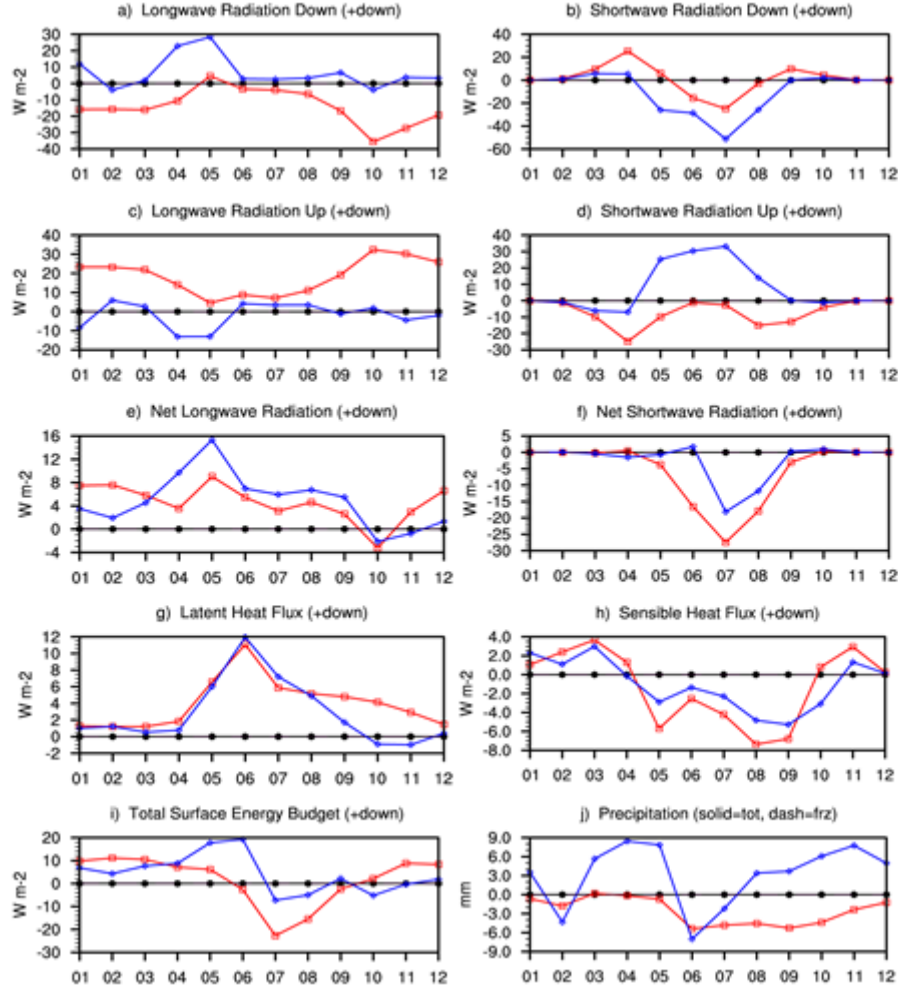 a) Longwave Radiation Down (+down)
30
20
10
0
-10
-20
-30
-40
W m-2
01 02 03 04 05 06 07 08 09 10 11 12
b) Shortwave Radiation Down (+down)
40
20
0
-20
-40
-60
W m-2
01 02 03 04 05 06 07 08 09 10 11 12
c) Longwave Radiation Up (+down)
40
30
20
10
0
-10
-20
W m-2
01 02 03 04 05 06 07 08 09 10 11 12
d) Shortwave Radiation Up (+down)
40
30
20
10
0
-10
-20
-30
W m-2
01 02 03 04 05 06 07 08 09 10 11 12
e) Net Longwave Radiation (+down)
16
12
8
4
0
-4
W m-2
01 02 03 04 05 06 07 08 09 10 11 12
f) Net Shortwave Radiation (+down)
5
0
-5
-10
-15
-20
-25
-30
W m-2
01 02 03 04 05 06 07 08 09 10 11 12
g) Latent Heat Flux (+down)
12
10
8
6
4
2
0
-2
W m-2
01 02 03 04 05 06 07 08 09 10 11 12
h) Sensible Heat Flux (+down)
4.0
2.0
0.0
-2.0
-4.0
-6.0
-8.0
W m-2
01 02 03 04 05 06 07 08 09 10 11 12
i) Total Surface Energy Budget (+down)
20
10
0
-10
-20
-30
W m-2
01 02 03 04 05 06 07 08 09 10 11 12
j) Precipitation (solid=tot, dash=frz)
9.0
6.0
3.0
0.0
-3.0
-6.0
-9.0
mm
01 02 03 04 05 06 07 08 09 10 11 12